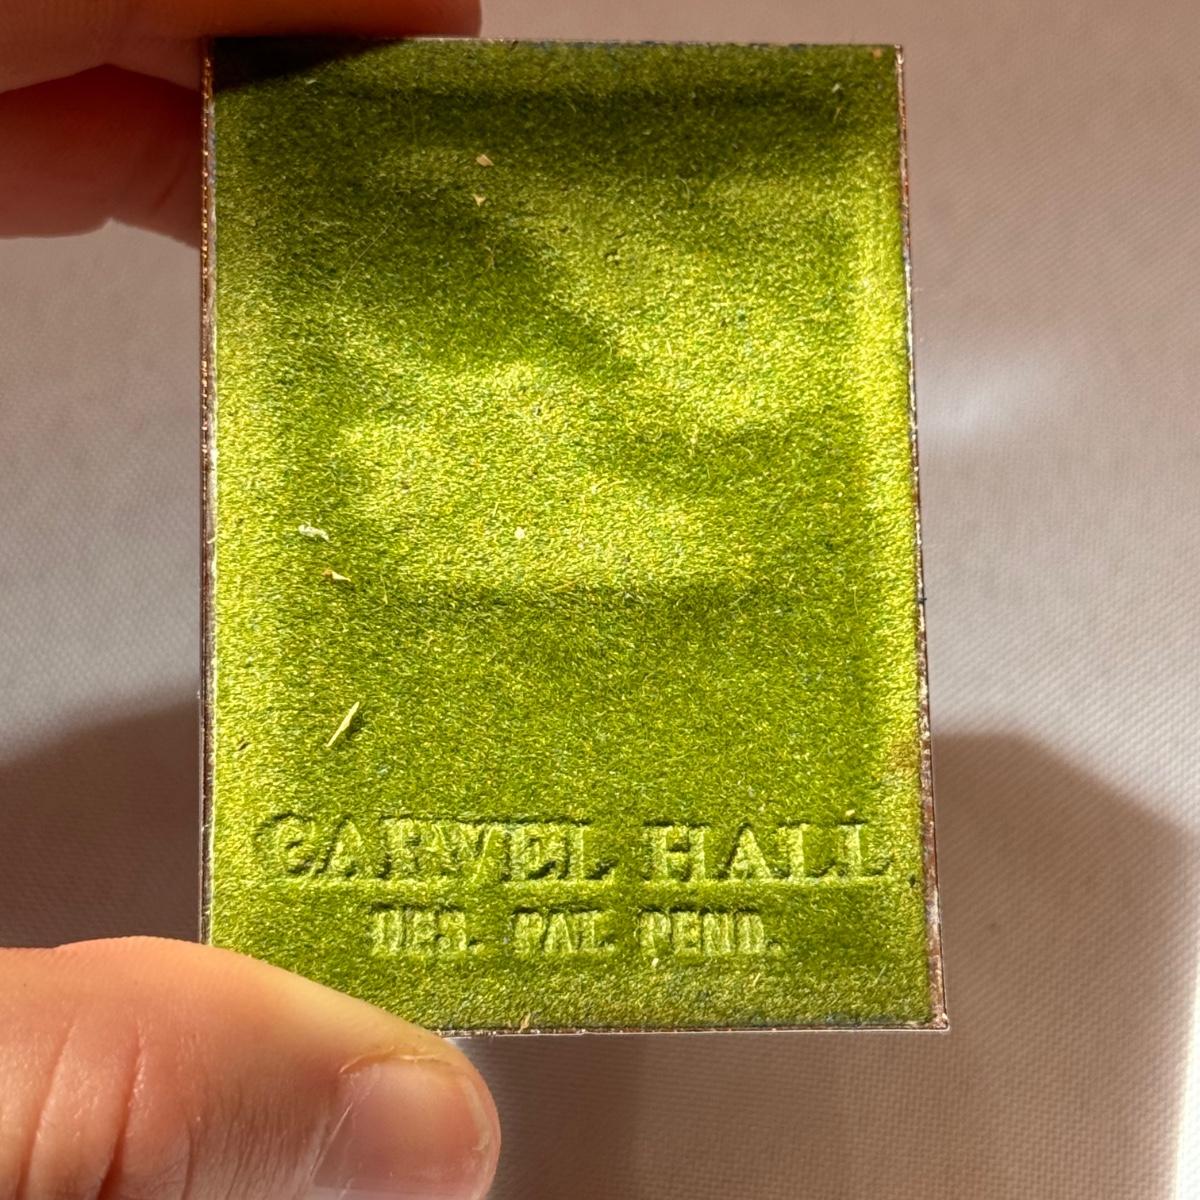 CARVEL HALL
DES. PAT. PEND.